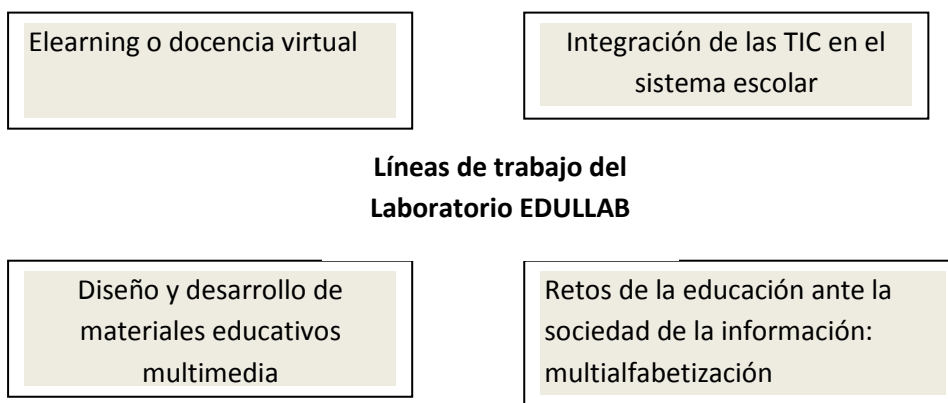 Elearning o docencia virtual
Integración de las TIC en el
sistema escolar
Líneas de trabajo del
Laboratorio EDULLAB
Diseño y desarrollo de
materiales educativos
multimedia
Retos de la educación ante la
sociedad de la información:
multialfabetización